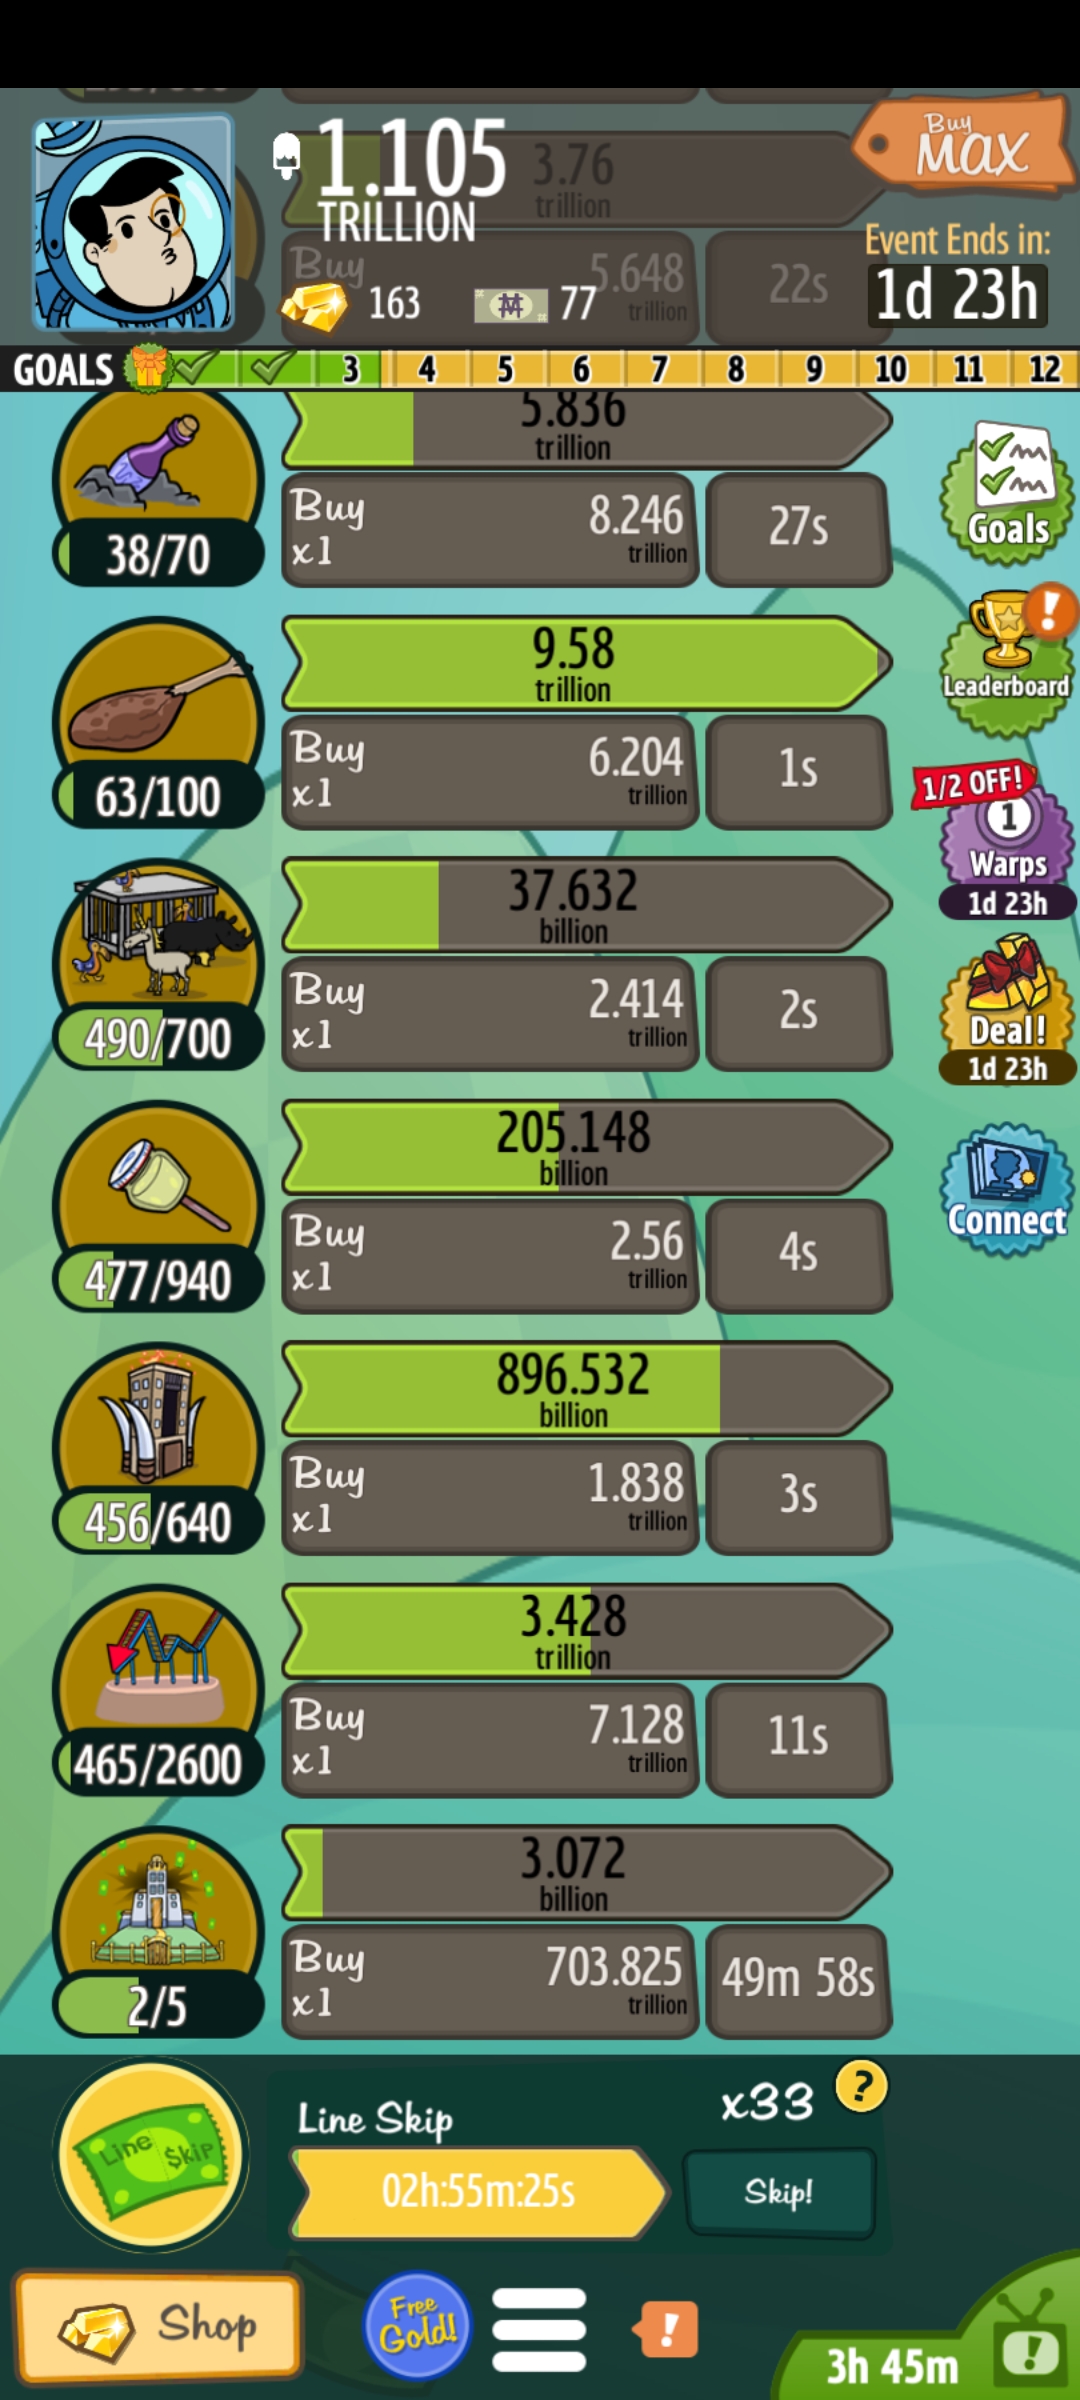 1.105
TRILLION
3.76
trillion
Buy
MAX
Buy
5.648
trillion
22s
163
77
Event Ends in:
1d 23h
GOALS
3
4
5
6
7
8
9
10
11
12
5.836
trillion
38/70
Buy
x1
8.246
trillion
27s
Goals
9.58
trillion
63/100
Buy
x1
6.204
trillion
1s
Leaderboard
37.632
billion
490/700
Buy
x1
2.414
trillion
2s
1/2 OFF!
1
Warps
1d 23h
Deal!
1d 23h
205.148
billion
477/940
Buy
x1
2.56
trillion
4s
Connect
896.532
billion
456/640
Buy
x1
1.838
trillion
3s
3.428
trillion
465/2600
Buy
x1
7.128
trillion
11s
3.072
billion
2/5
Buy
x1
703.825
trillion
49m 58s
Line $kip
Line Skip
x33
?
02h:55m:25s
Skip!
Shop
Free
Gold!
!
3h 45m
!